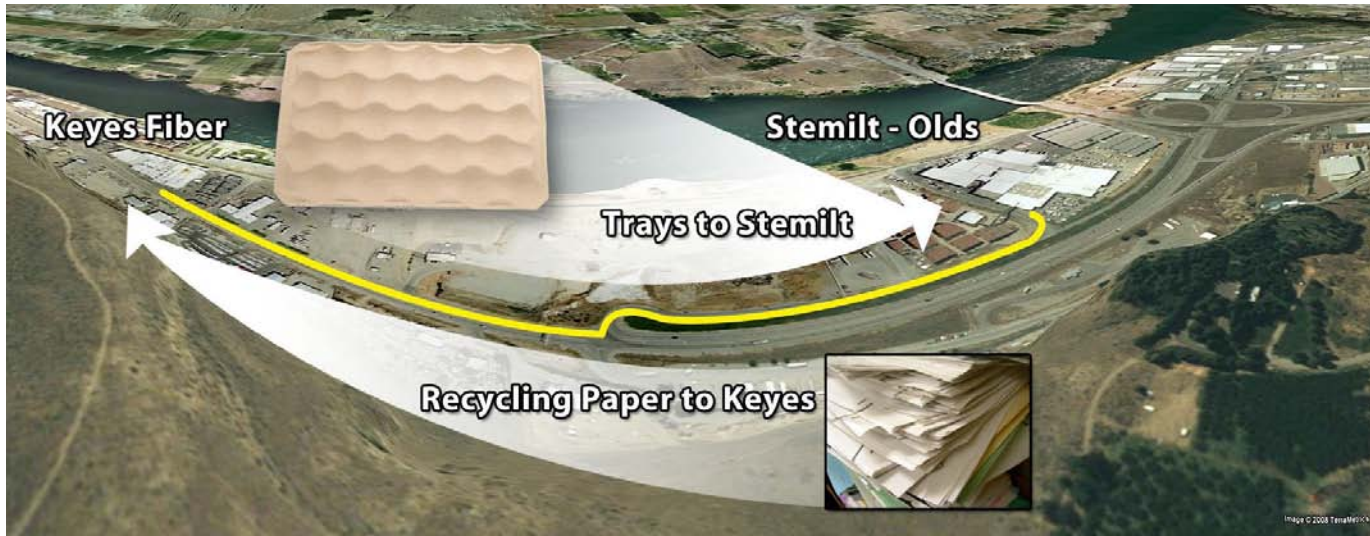 Keyes Fiber
Stemilt - Olds
Trays to Stemilt
Recycling Paper to Keyes
Image © 2008 TerraMetrics